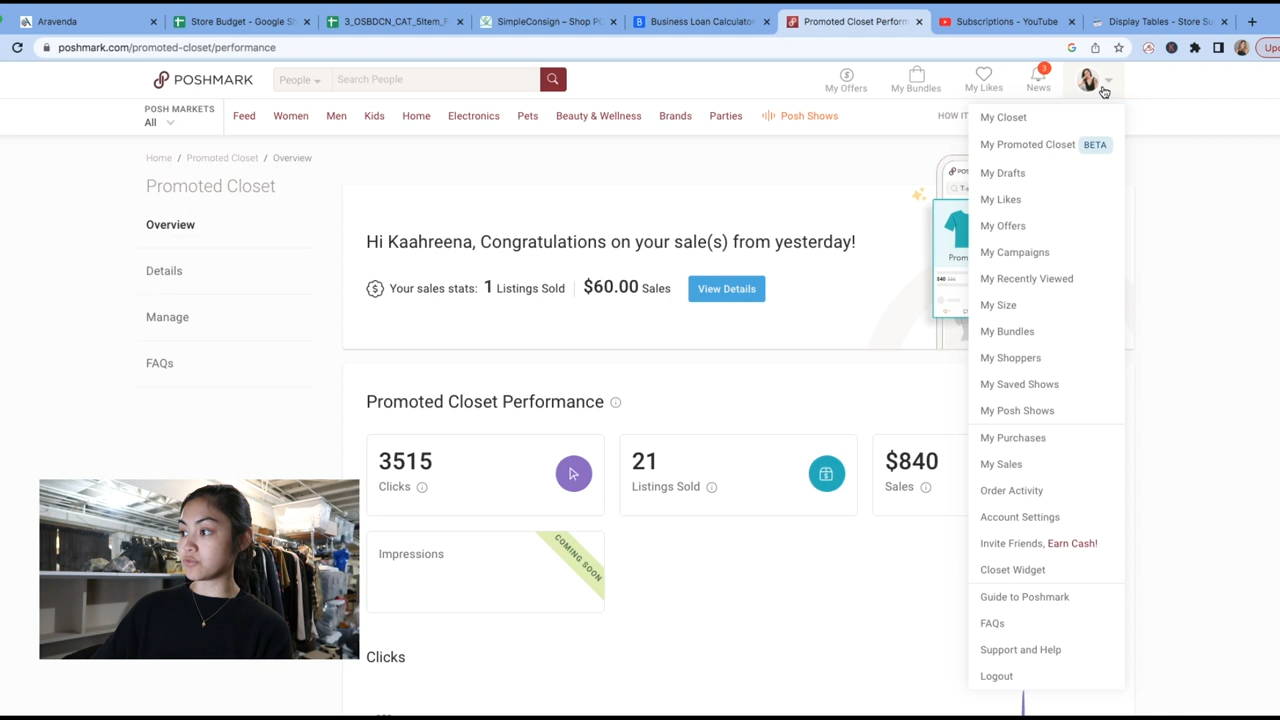 Aravenda
Store Budget - Google Sh
3_OSBDCN_CAT_5Item_F
SimpleConsign – Shop PO
Business Loan Calculator
Promoted Closet Perform
Subscriptions - YouTube
Display Tables - Store Su
poshmark.com/promoted-closet/performance
POSHMARK
People
Search People
My Offers
My Bundles
My Likes
3
News
POSH MARKETS
All
Feed
Women
Men
Kids
Home
Electronics
Pets
Beauty & Wellness
Brands
Parties
Posh Shows
HOW IT
Home / Promoted Closet / Overview
Promoted Closet
Overview
Details
Manage
FAQs
Hi Kaahreena, Congratulations on your sale(s) from yesterday!
Your sales stats: 1 Listings Sold $60.00 Sales
View Details
Prom
Promoted Closet Performance
3515
Clicks
21
Listings Sold
$840
Sales
Impressions
COMING SOON
Clicks
My Closet
My Promoted Closet BETA
My Drafts
My Likes
My Offers
My Campaigns
My Recently Viewed
My Size
My Bundles
My Shoppers
My Saved Shows
My Posh Shows
My Purchases
My Sales
Order Activity
Account Settings
Invite Friends, Earn Cash!
Closet Widget
Guide to Poshmark
FAQs
Support and Help
Logout